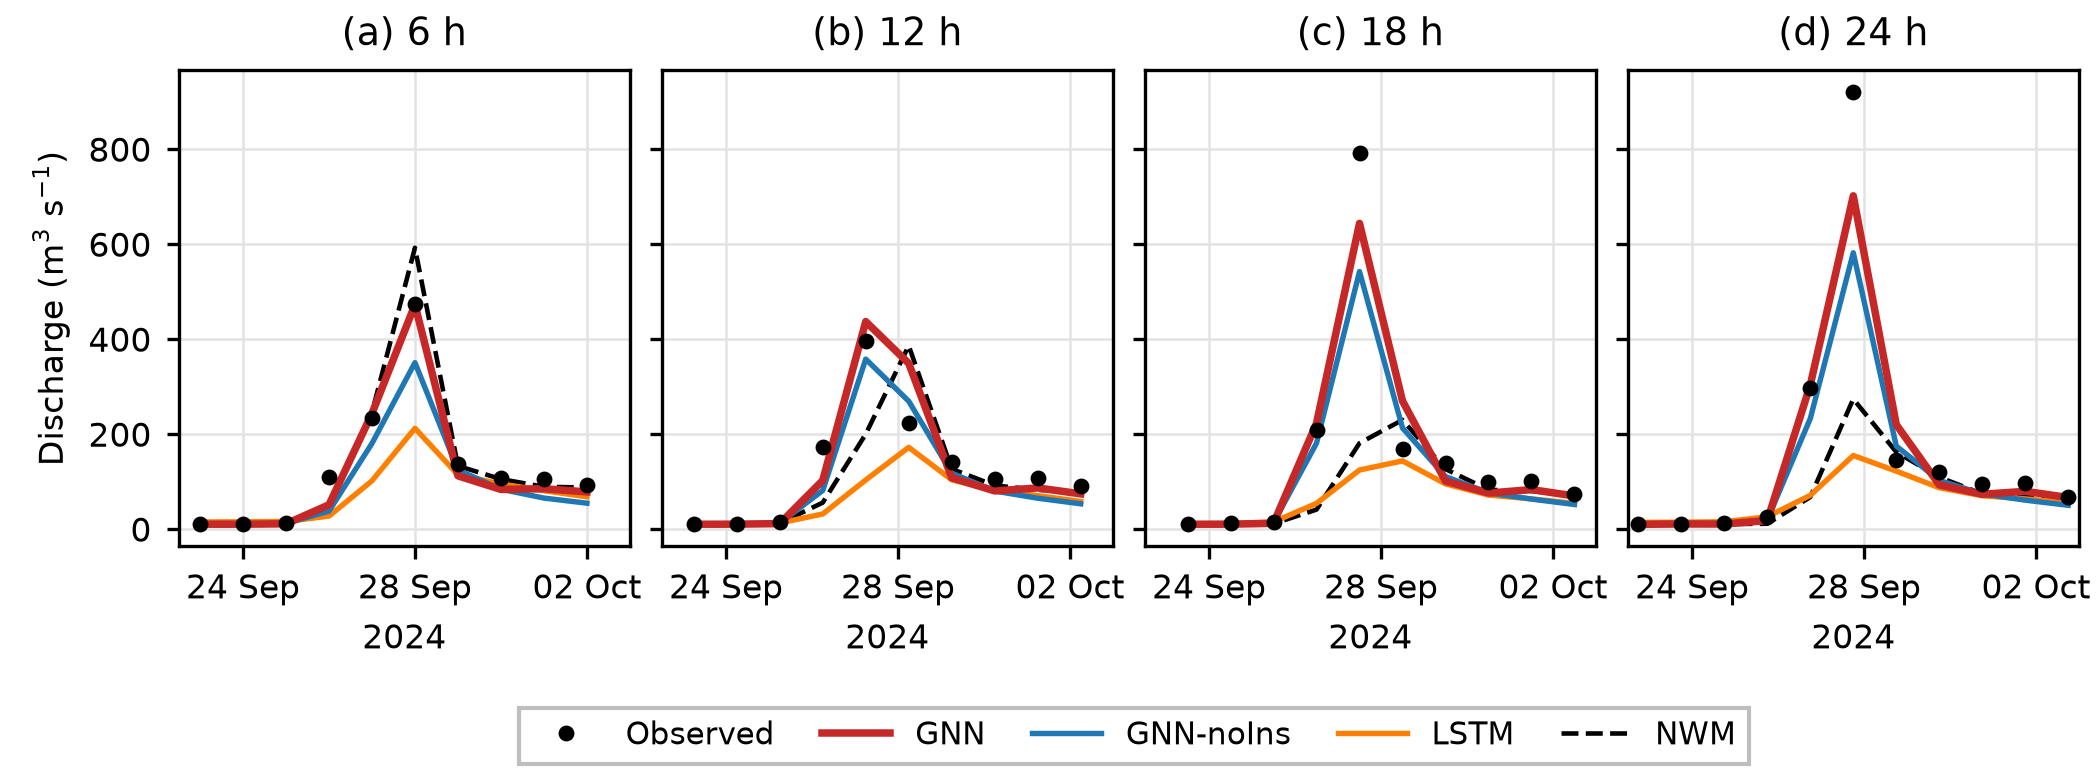 (a) 6 h
(b) 12 h
(c) 18 h
(d) 24 h
Discharge (m³ s⁻¹)
800
600
400
200
0
24 Sep
28 Sep
02 Oct
24 Sep
28 Sep
02 Oct
24 Sep
28 Sep
02 Oct
24 Sep
28 Sep
02 Oct
2024
2024
2024
2024
Observed
GNN
GNN-noIns
LSTM
NWM